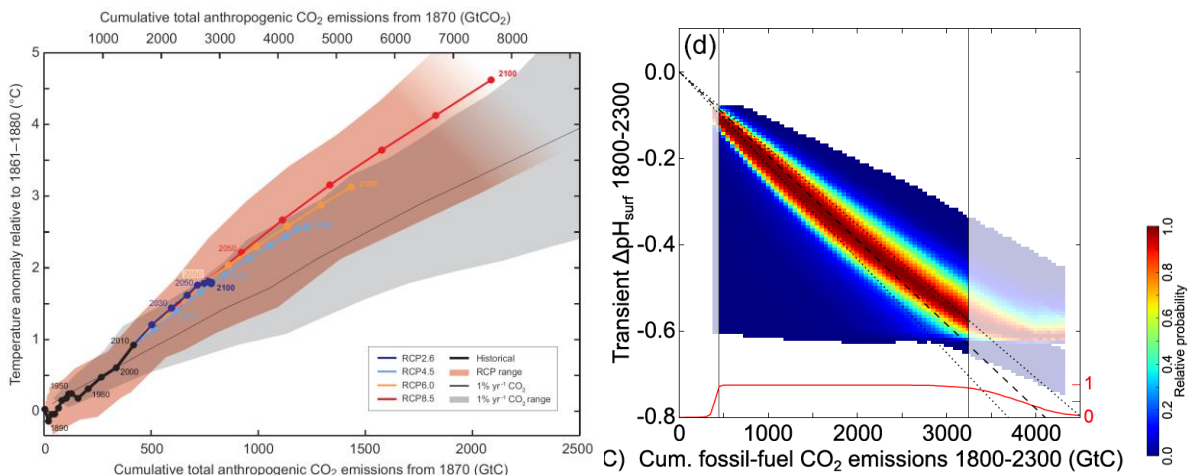 Cumulative total anthropogenic CO₂ emissions from 1870 (GtCO₂)
1000 2000 3000 4000 5000 6000 7000 8000
Temperature anomaly relative to 1861–1880 (°C)
5
4
3
2
1
0
2100
2100
2050
2050
2050
2100
2030
2010
2000
1950
1980
1890
RCP2.6
RCP4.5
RCP6.0
RCP8.5
Historical
RCP range
1% yr⁻¹ CO₂
1% yr⁻¹ CO₂ range
0 500 1000 1500 2000 2500
Cumulative total anthropogenic CO₂ emissions from 1870 (GtC)
(d)
Transient ΔpHsurf 1800-2300
0.0
-0.2
-0.4
-0.6
-0.8
1
0
0 1000 2000 3000 4000
C) Cum. fossil-fuel CO₂ emissions 1800-2300 (GtC)
1.0
0.8
0.6
0.4
0.2
0.0
Relative probability